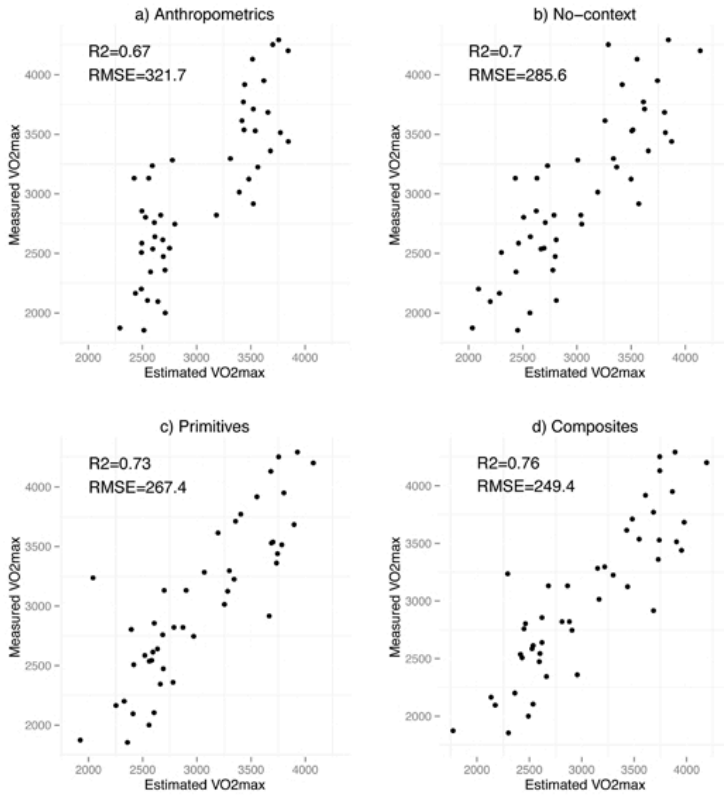 a) Anthropometrics
R2=0.67
RMSE=321.7
4000
3500
3000
2500
2000
Measured VO2max
2000 2500 3000 3500 4000
Estimated VO2max
b) No-context
R2=0.7
RMSE=285.6
4000
3500
3000
2500
2000
Measured VO2max
2000 2500 3000 3500 4000
Estimated VO2max
c) Primitives
R2=0.73
RMSE=267.4
4000
3500
3000
2500
2000
Measured VO2max
2000 2500 3000 3500 4000
Estimated VO2max
d) Composites
R2=0.76
RMSE=249.4
4000
3500
3000
2500
2000
Measured VO2max
2000 2500 3000 3500 4000
Estimated VO2max